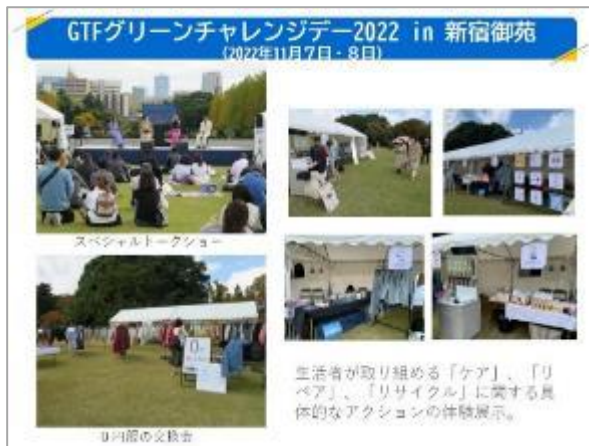 GTFグリーンチャレンジデー2022 in 新宿御苑
(2022年11月7日・8日)
スペシャルトークショー
0円服の交換会
生活者が取り組める「ケア」、「リ
ペア」、「リサイクル」に関する具
体的なアクションの体験展示。